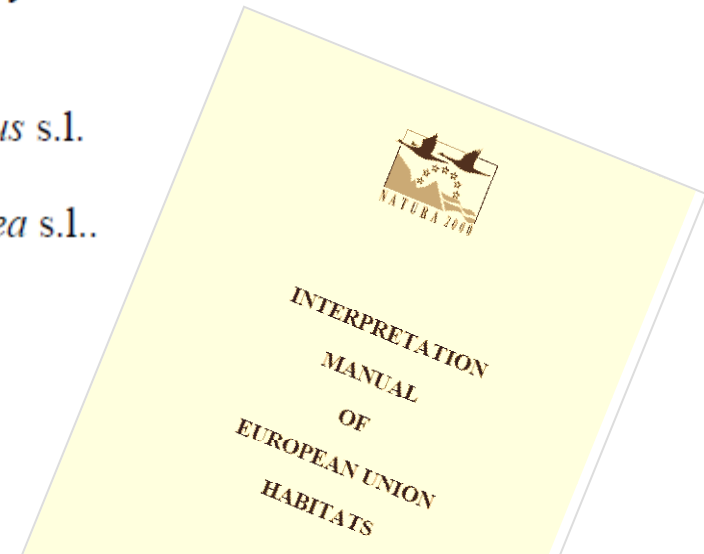 us s.l.
ea s.l..
NATURA 2000
INTERPRETATION
MANUAL
OF
EUROPEAN UNION
HABITATS